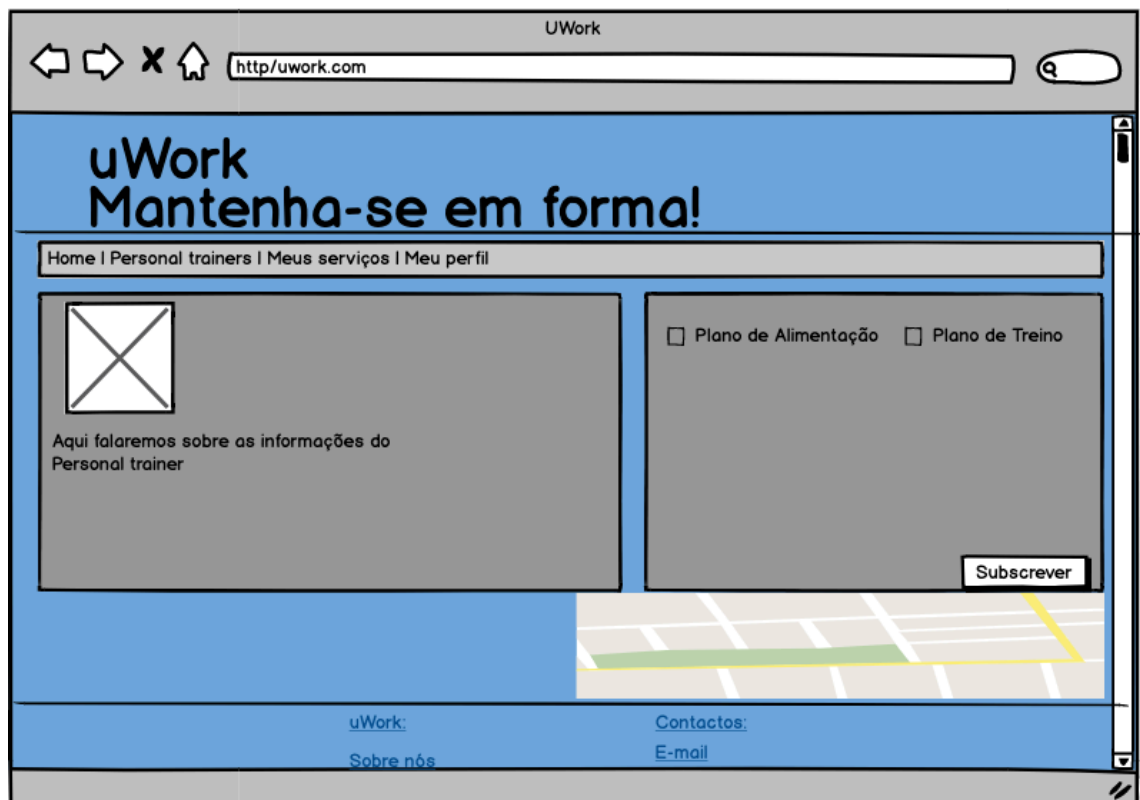 UWork
http/uwork.com
uWork
Mantenha-se em forma!
Home | Personal trainers | Meus serviços | Meu perfil
Aqui falaremos sobre as informações do
Personal trainer
Plano de Alimentação Plano de Treino
Subscrever
uWork:
Sobre nós
Contactos:
E-mail